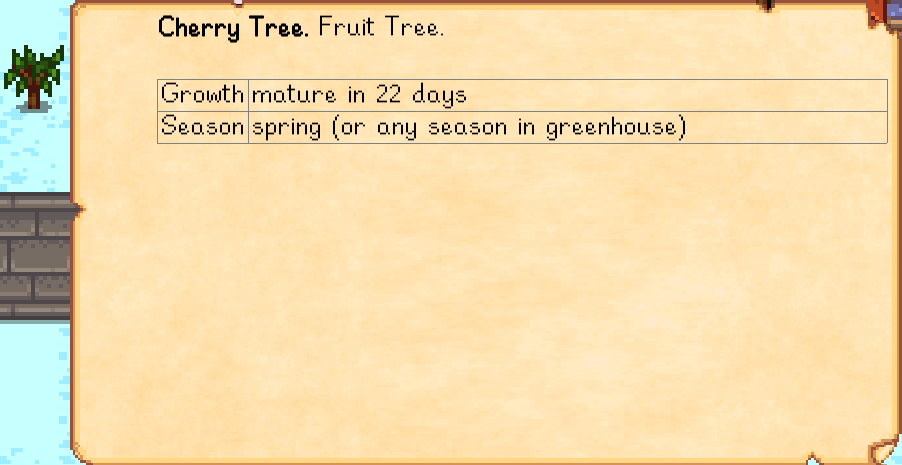 Cherry Tree. Fruit Tree.
Growth mature in 22 days
Season spring (or any season in greenhouse)